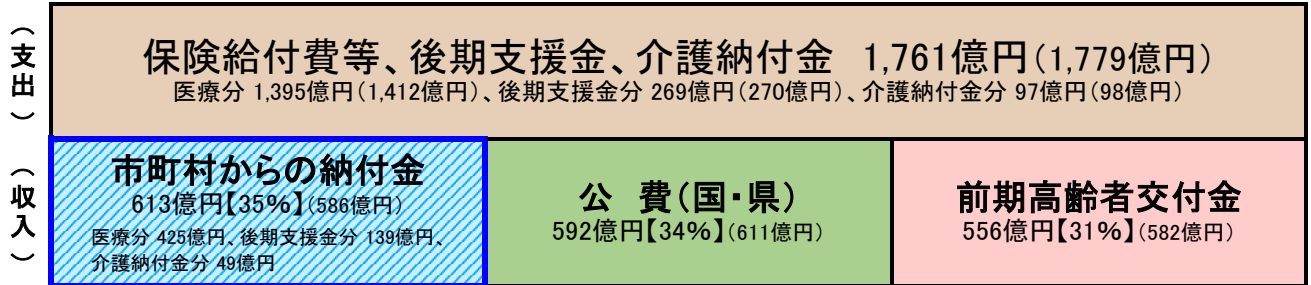 （支出）
保険給付費等、後期支援金、介護納付金　1,761億円（1,779億円）
医療分 1,395億円（1,412億円）、後期支援金分 269億円（270億円）、介護納付金分 97億円（98億円）
（収入）
市町村からの納付金
613億円【35%】（586億円）
医療分 425億円、後期支援金分 139億円、
介護納付金分 49億円
公　費（国・県）
592億円【34%】（611億円）
前期高齢者交付金
556億円【31%】（582億円）